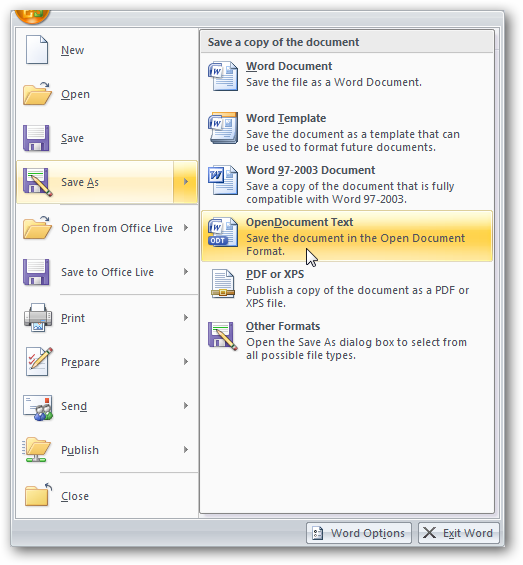 New
Open
Save
Save As
Open from Office Live
Save to Office Live
Print
Prepare
Send
Publish
Close
Save a copy of the document
Word Document
Save the file as a Word Document.
Word Template
Save the document as a template that can
be used to format future documents.
Word 97-2003 Document
Save a copy of the document that is fully
compatible with Word 97-2003.
OpenDocument Text
Save the document in the Open Document
Format.
ODT
PDF or XPS
Publish a copy of the document as a PDF or
XPS file.
Other Formats
Open the Save As dialog box to select from
all possible file types.
Word Options
Exit Word